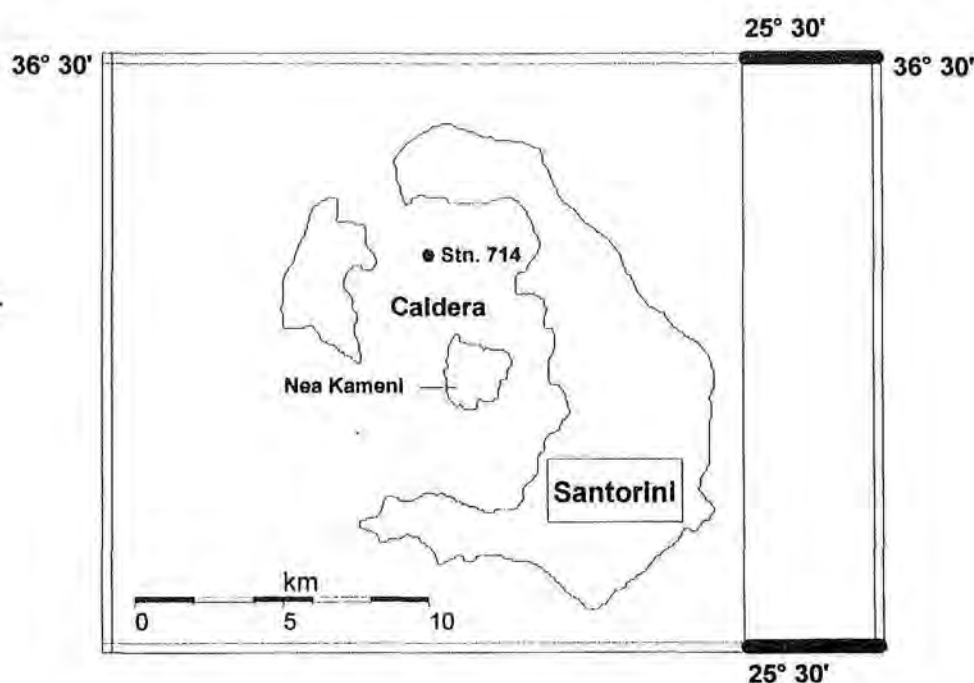 25° 30'
36° 30'
36° 30'
Stn. 714
Caldera
Nea Kameni
Santorini
km
0 5 10
25° 30'